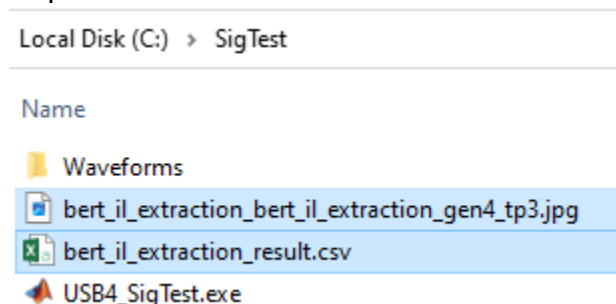 Local Disk (C:) > SigTest
Name
Waveforms
bert_il_extraction_bert_il_extraction_gen4_tp3.jpg
bert_il_extraction_result.csv
USB4_SigTest.exe